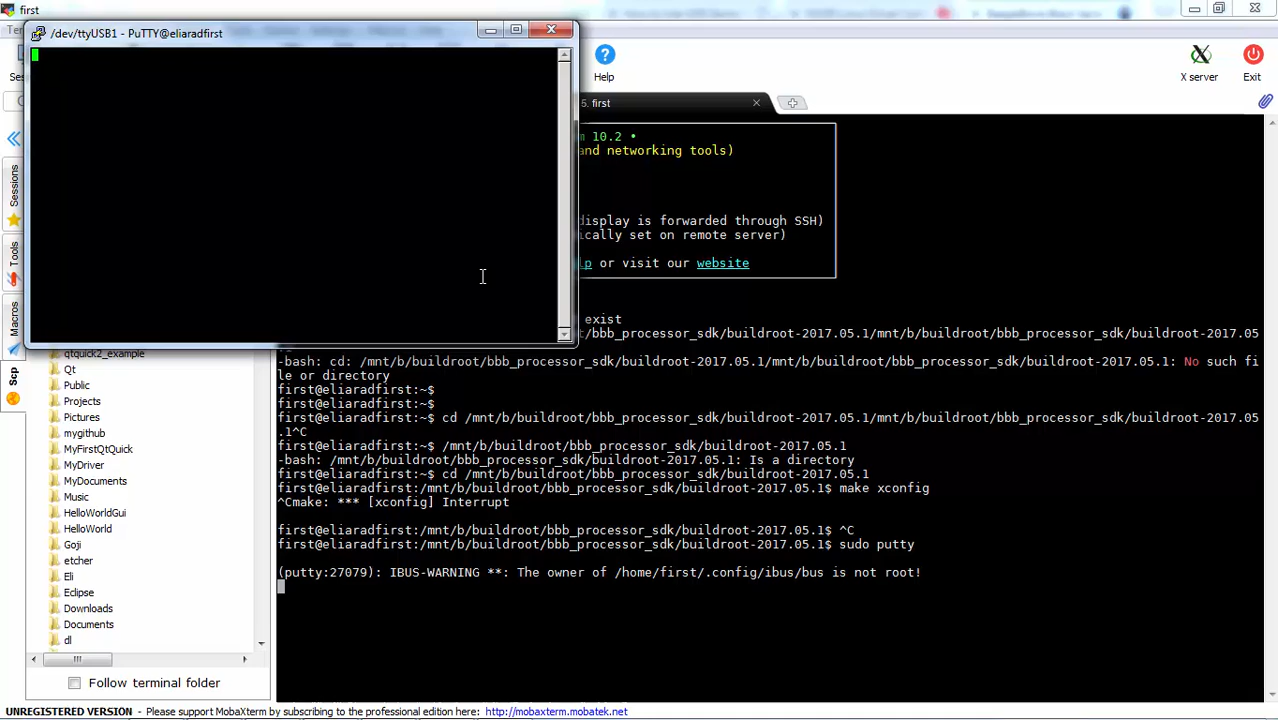 first
/dev/ttyUSB1 - PuTTY@eliaradfirst
Help
X server
Exit
5. first
10.2 •
and networking tools)
display is forwarded through SSH)
ically set on remote server)
or visit our website
exist
Sessions
Tools
Macros
Scp
qtquick2_example
Qt
Public
Projects
Pictures
mygithub
MyFirstQtQuick
MyDriver
MyDocuments
Music
HelloWorldGui
HelloWorld
Goji
etcher
Eli
Eclipse
Downloads
Documents
dl
Follow terminal folder
t/b/buildroot/bbb_processor_sdk/buildroot-2017.05.1/mnt/b/buildroot/bbb_processor_sdk/buildroot-2017.05
-bash: cd: /mnt/b/buildroot/bbb_processor_sdk/buildroot-2017.05.1/mnt/b/buildroot/bbb_processor_sdk/buildroot-2017.05.1: No such fi
le or directory
first@eliaradfirst:~$
first@eliaradfirst:~$
first@eliaradfirst:~$ cd /mnt/b/buildroot/bbb_processor_sdk/buildroot-2017.05.1/mnt/b/buildroot/bbb_processor_sdk/buildroot-2017.05
.1^C
first@eliaradfirst:~$ /mnt/b/buildroot/bbb_processor_sdk/buildroot-2017.05.1
-bash: /mnt/b/buildroot/bbb_processor_sdk/buildroot-2017.05.1: Is a directory
first@eliaradfirst:~$ cd /mnt/b/buildroot/bbb_processor_sdk/buildroot-2017.05.1
first@eliaradfirst:/mnt/b/buildroot/bbb_processor_sdk/buildroot-2017.05.1$ make xconfig
^Cmake: *** [xconfig] Interrupt
first@eliaradfirst:/mnt/b/buildroot/bbb_processor_sdk/buildroot-2017.05.1$ ^C
first@eliaradfirst:/mnt/b/buildroot/bbb_processor_sdk/buildroot-2017.05.1$ sudo putty
(putty:27079): IBUS-WARNING **: The owner of /home/first/.config/ibus/bus is not root!
UNREGISTERED VERSION - Please support MobaXterm by subscribing to the professional edition here: http://mobaxterm.mobatek.net